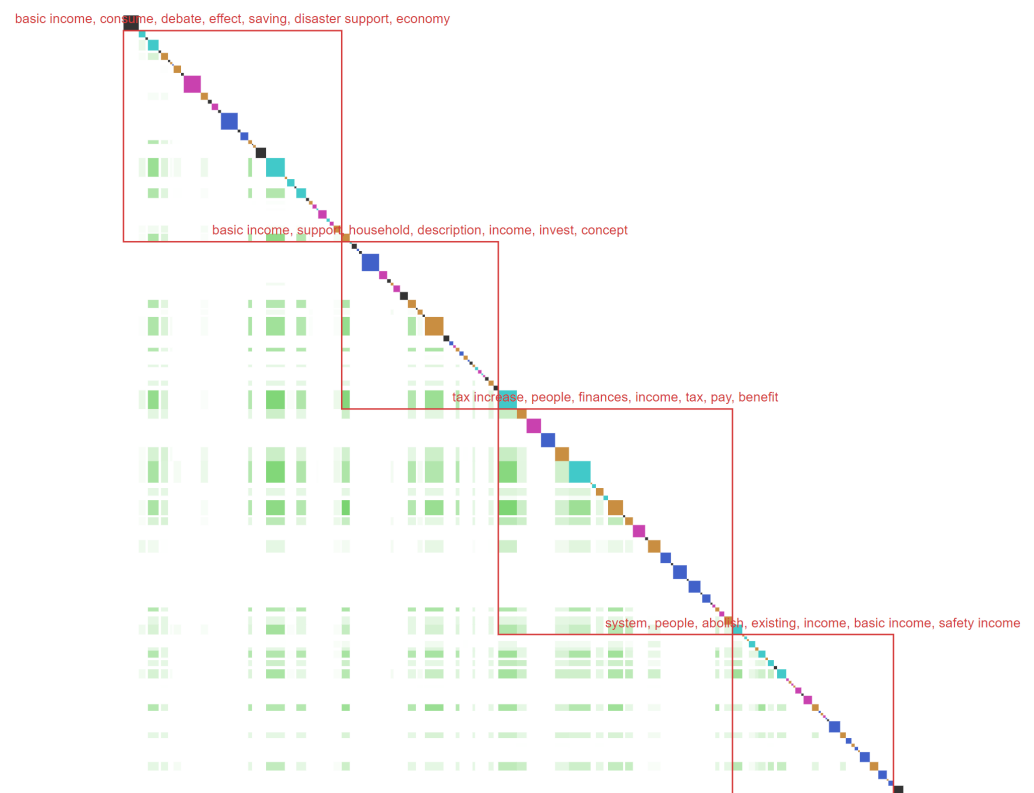 basic income, consume, debate, effect, saving, disaster support, economy
basic income, support, household, description, income, invest, concept
tax increase, people, finances, income, tax, pay, benefit
system, people, abolish, existing, income, basic income, safety income